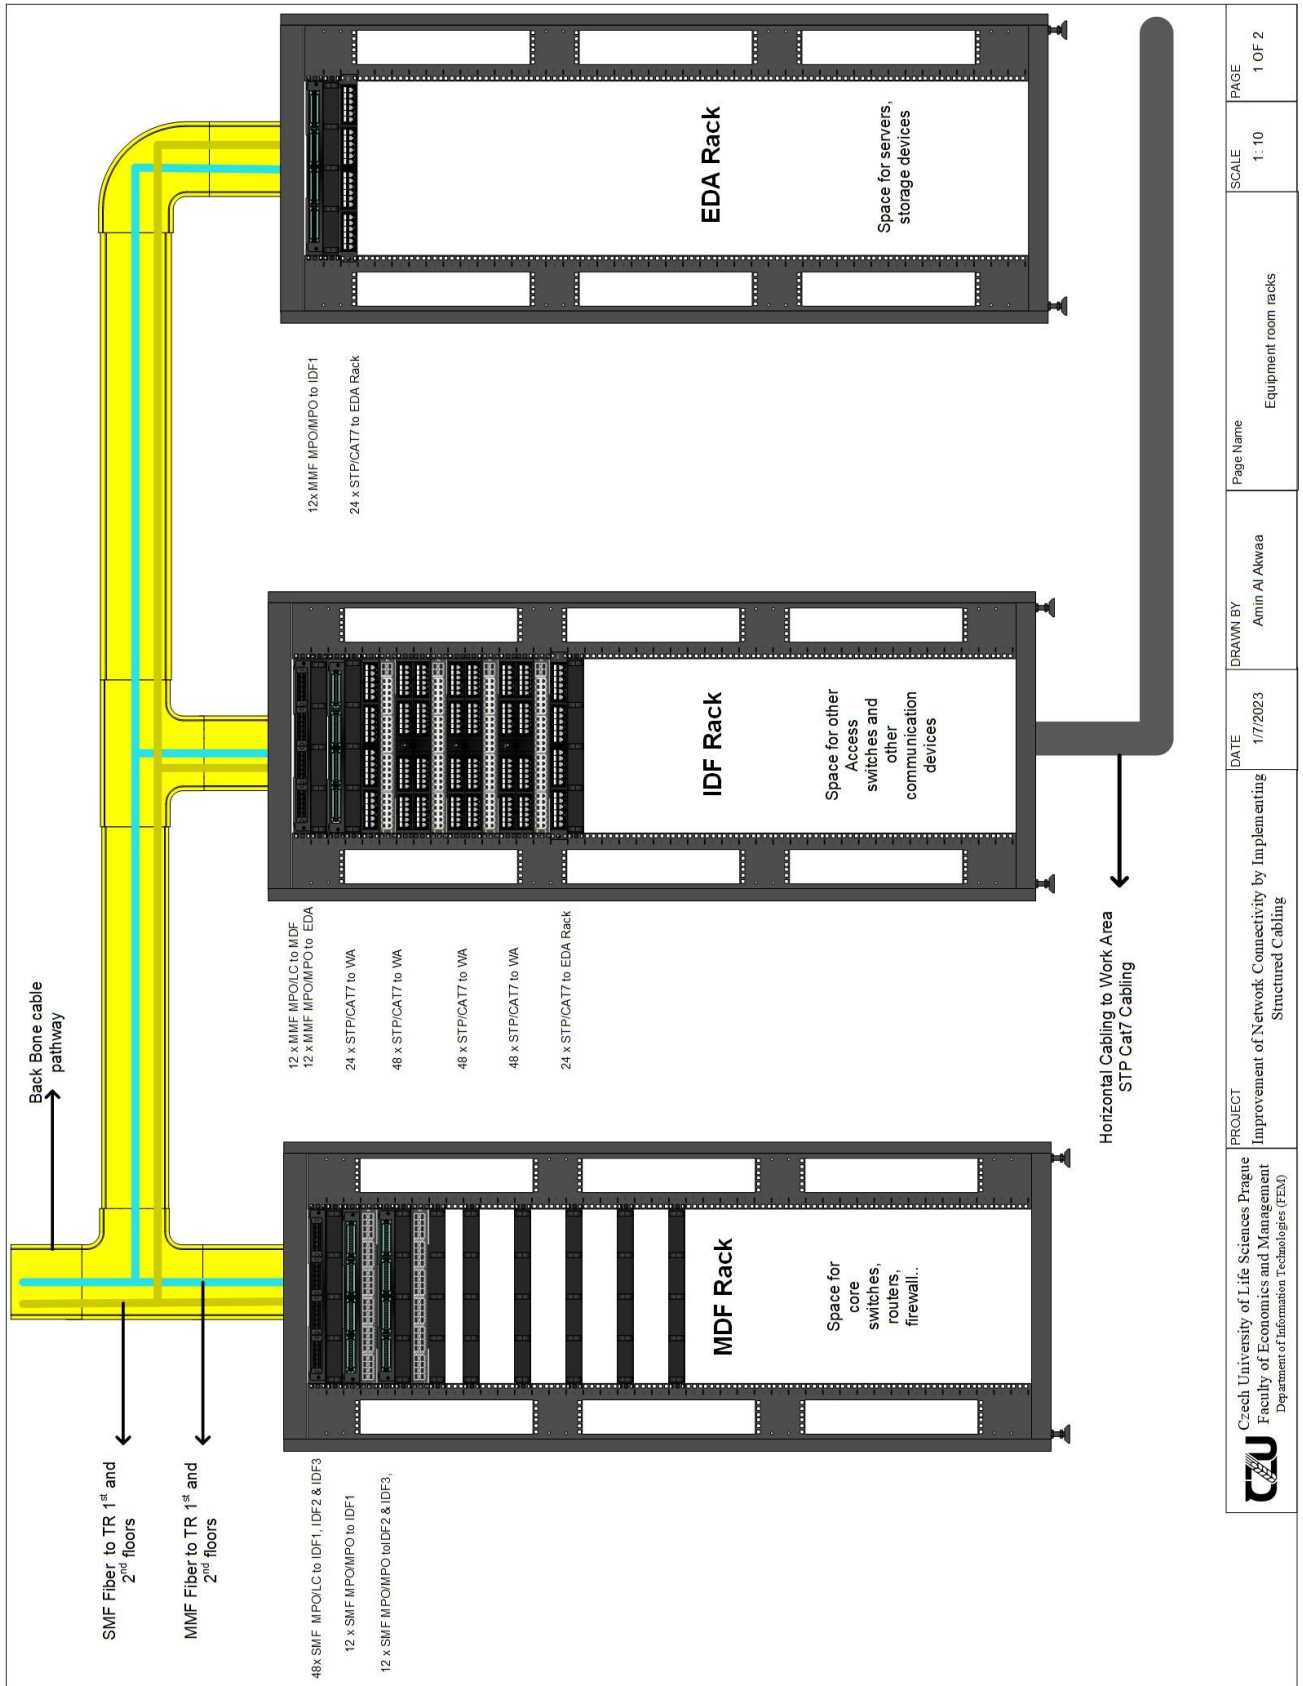 Back Bone cable
pathway
SMF Fiber to TR 1st and
2nd floors
MMF Fiber to TR 1st and
2nd floors
48x SMF MPO/LC to IDF1, IDF2 & IDF3
12 x SMF MPO/MPO to IDF1
12 x SMF MPO/MPO toIDF2 & IDF3,
MDF Rack
Space for
core
switches,
routers,
firewall..
12 x MMF MPO/LC to MDF
12 x MMF MPO/MPO to EDA
24 x STP/CAT7 to WA
48 x STP/CAT7 to WA
48 x STP/CAT7 to WA
48 x STP/CAT7 to WA
24 x STP/CAT7 to EDA Rack
IDF Rack
Space for other
Access
switches and
other
communication
devices
12x MMF MPO/MPO to IDF1
24 x STP/CAT7 to EDA Rack
EDA Rack
Space for servers,
storage devices
Horizontal Cabling to Work Area
STP Cat7 Cabling
CZU
Czech University of Life Sciences Prague
Faculty of Economics and Management
Department of Information Technologies (FEM)
PROJECT
Improvement of Network Connectivity by Implementing
Structured Cabling
DATE
1/7/2023
DRAWN BY
Amin Al Akwaa
Page Name
Equipment room racks
SCALE
1: 10
PAGE
1 OF 2